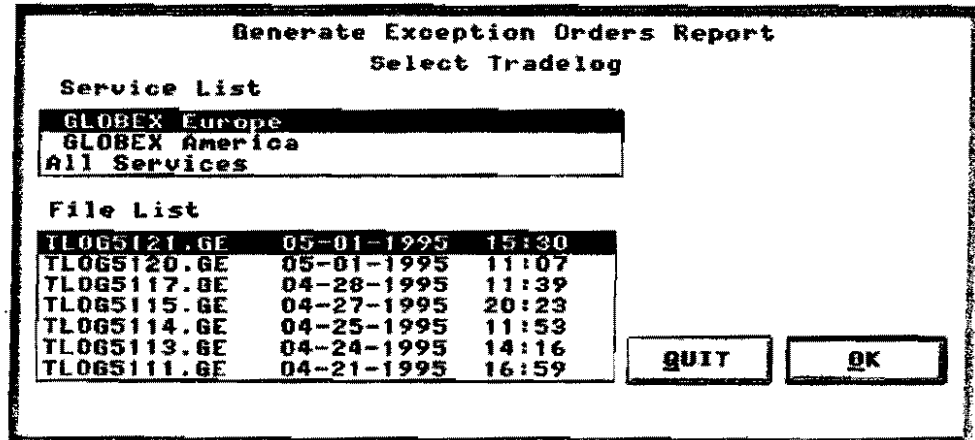 Generate Exception Orders Report
Select Tradelog
Service List
GLOBEX Europe
GLOBEX America
All Services
File List
TLOG5121.GE 05-01-1995 15:30
TLOG5120.GE 05-01-1995 11:07
TLOG5117.GE 04-28-1995 11:39
TLOG5115.GE 04-27-1995 20:23
TLOG5114.GE 04-25-1995 11:53
TLOG5113.GE 04-24-1995 14:16
TLOG5111.GE 04-21-1995 16:59
QUIT OK